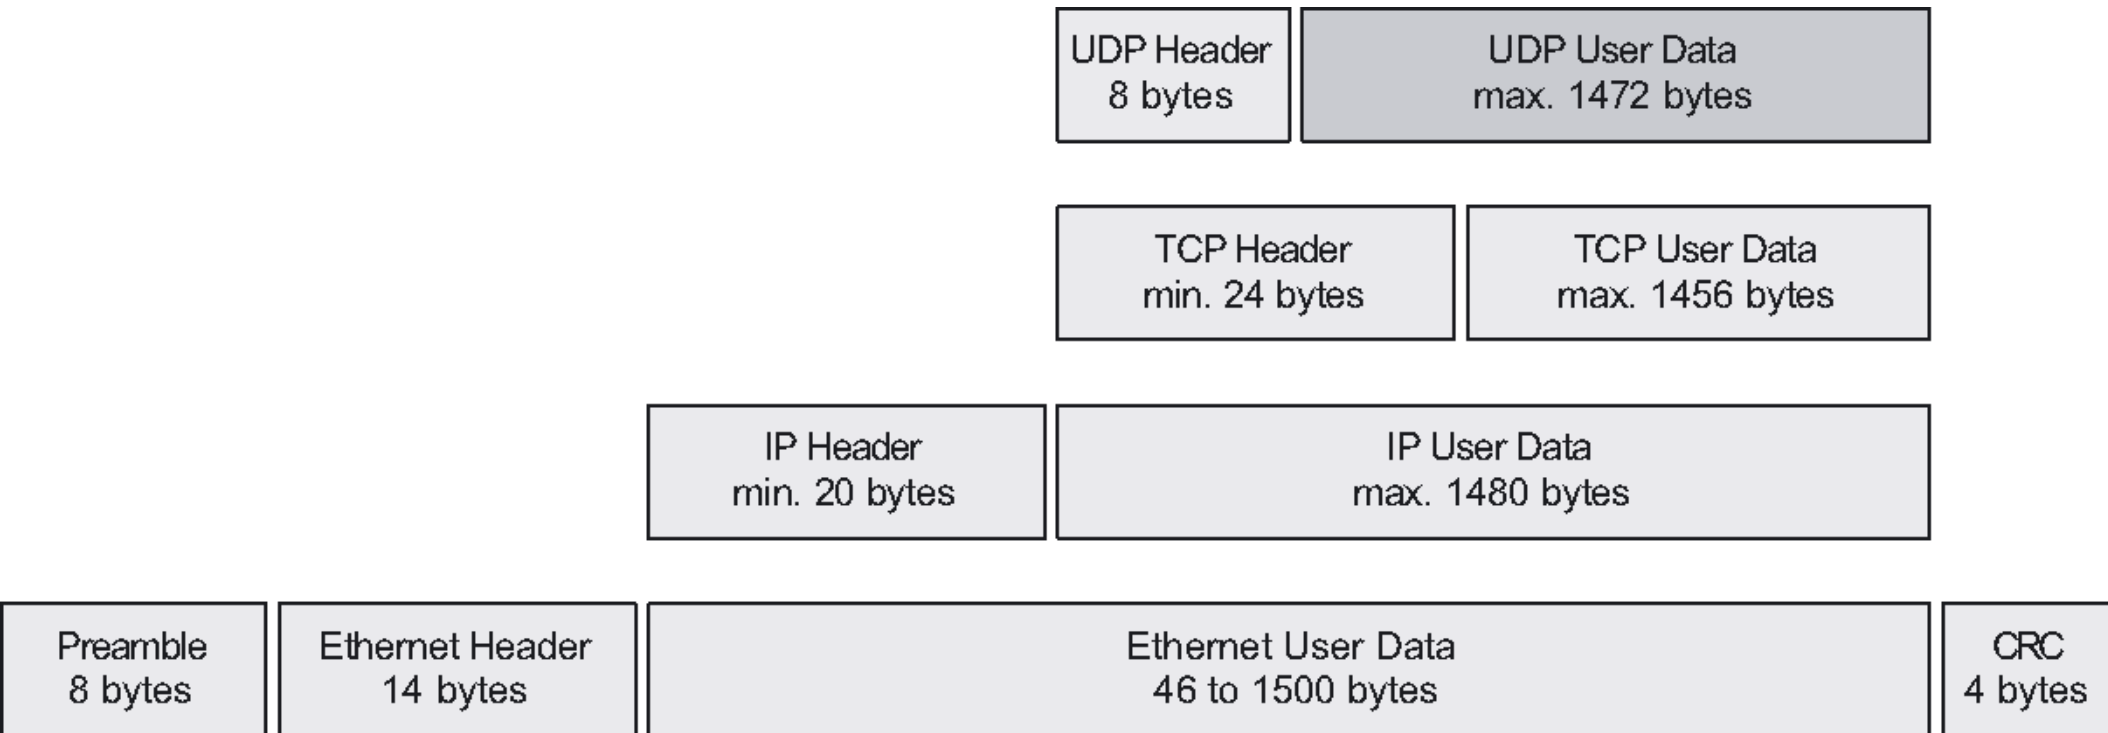 UDP Header
8 bytes
UDP User Data
max. 1472 bytes
TCP Header
min. 24 bytes
TCP User Data
max. 1456 bytes
IP Header
min. 20 bytes
IP User Data
max. 1480 bytes
Preamble
8 bytes
Ethernet Header
14 bytes
Ethernet User Data
46 to 1500 bytes
CRC
4 bytes